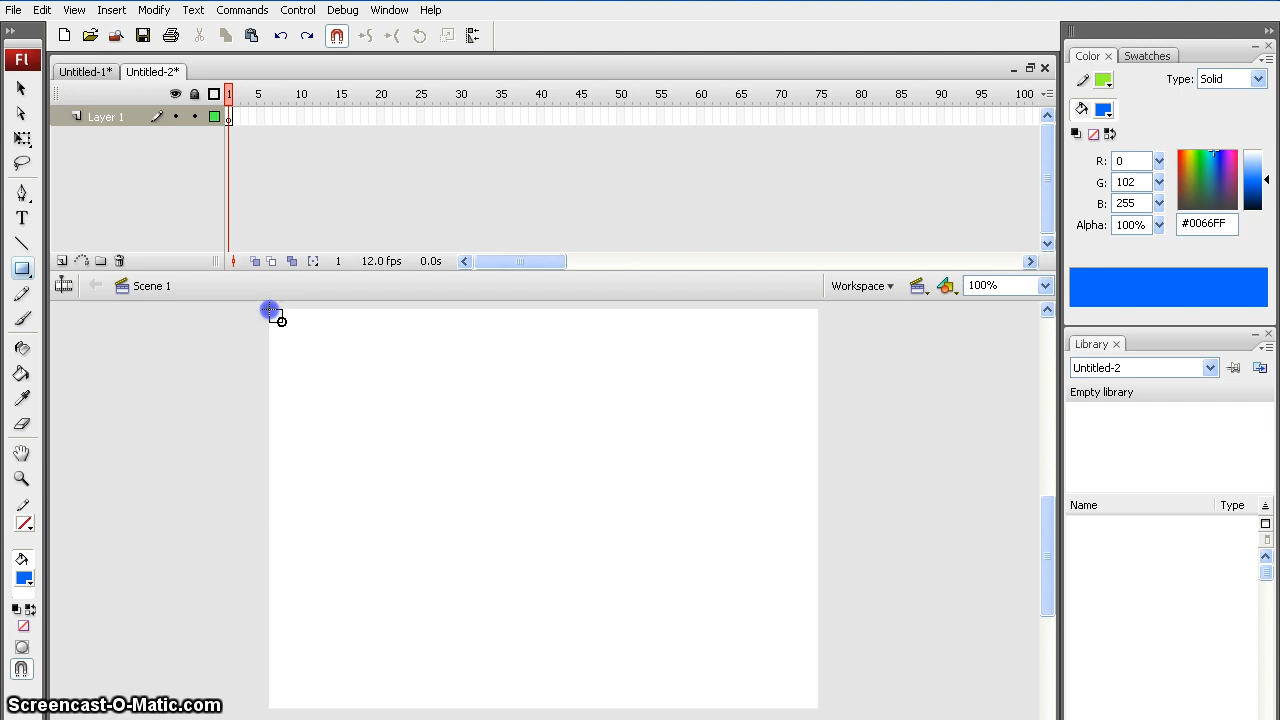 File Edit View Insert Modify Text Commands Control Debug Window Help
Fl
Untitled-1* Untitled-2*
1 5 10 15 20 25 30 35 40 45 50 55 60 65 70 75 80 85 90 95 100
Layer 1
1 12.0 fps 0.0s
Scene 1
Workspace
100%
T
Color Swatches
Type: Solid
R: 0
G: 102
B: 255
Alpha: 100% #0066FF
Library
Untitled-2
Empty library
Name Type
Screencast-O-Matic.com